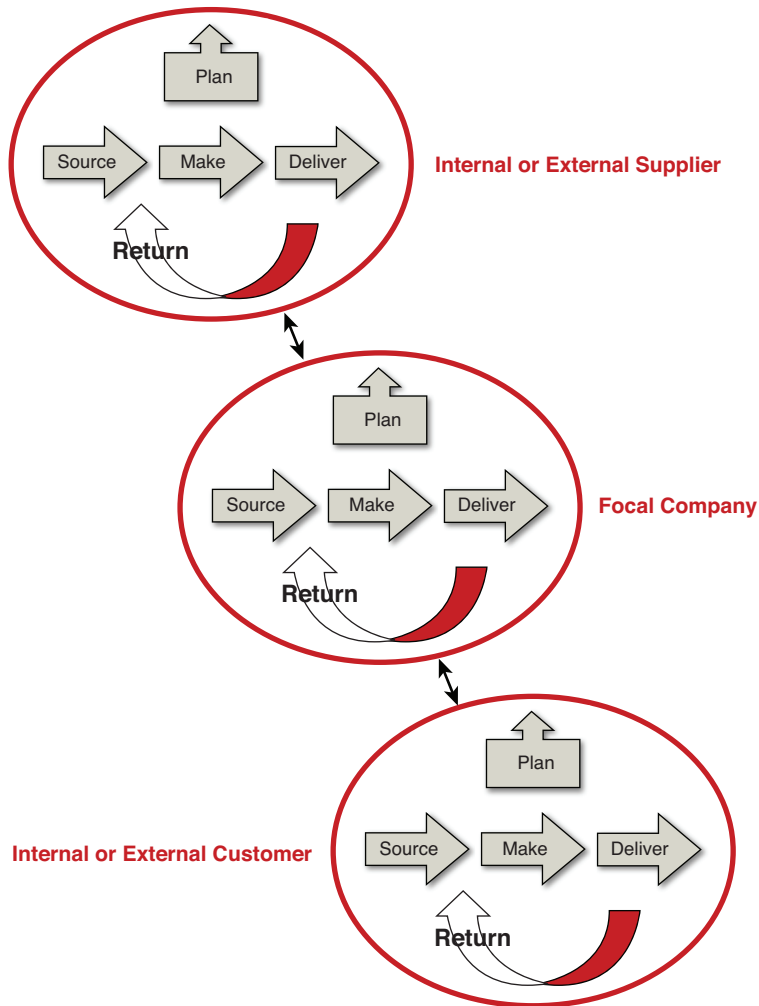 Plan
Source
Make
Deliver
Internal or External Supplier
Return
Plan
Source
Make
Deliver
Focal Company
Return
Plan
Internal or External Customer
Source
Make
Deliver
Return